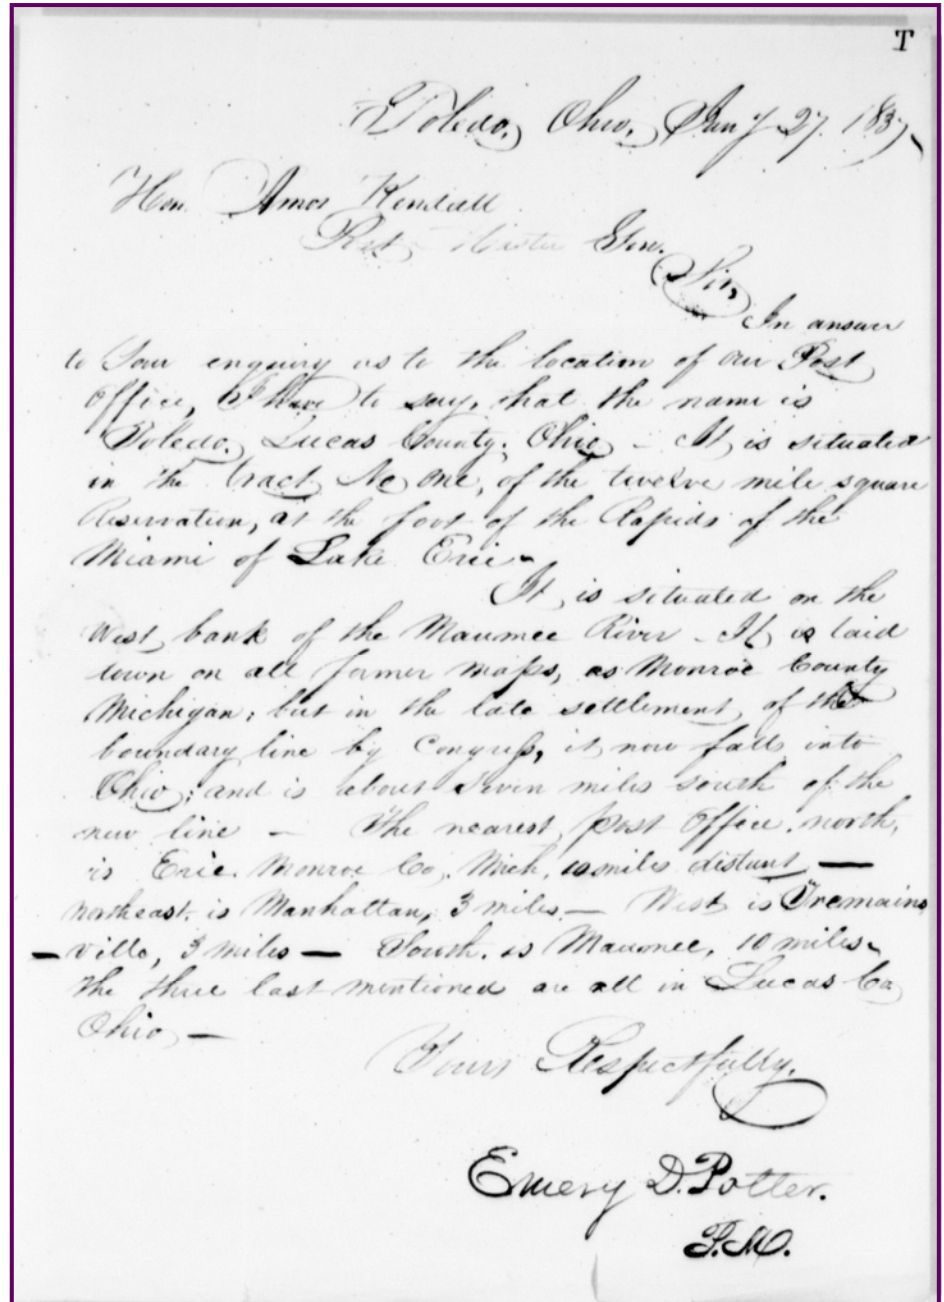 T
Toledo, Ohio, Jany 27. 1837
Hon. Amos Kendall
Post Master Gen.
Sir,
In answer
to Your enquiry as to the location of our Post
Office, I have to say, that the name is
Toledo, Lucas County, Ohio - It is situated
in the tract No one, of the twelve mile square
Reservation, at the foot of the Rapids of the
Miami of Lake Erie -
It is situated on the
West bank of the Maumee River - It is laid
down on all former maps, as Monroe County
Michigan; but in the late settlement of the
boundary line by Congress, it now falls into
Ohio; and is about Seven miles south of the
new line - The nearest post Office, north,
is Erie. Monroe Co, Mich. 10 miles distant —
northeast is Manhattan, 3 miles. — West is Tremains
-ville, 3 miles — South, is Maumee, 10 miles.
The three last mentioned are all in Lucas Co
Ohio, —
Yours Respectfully,
Emery D. Potter.
P.M.